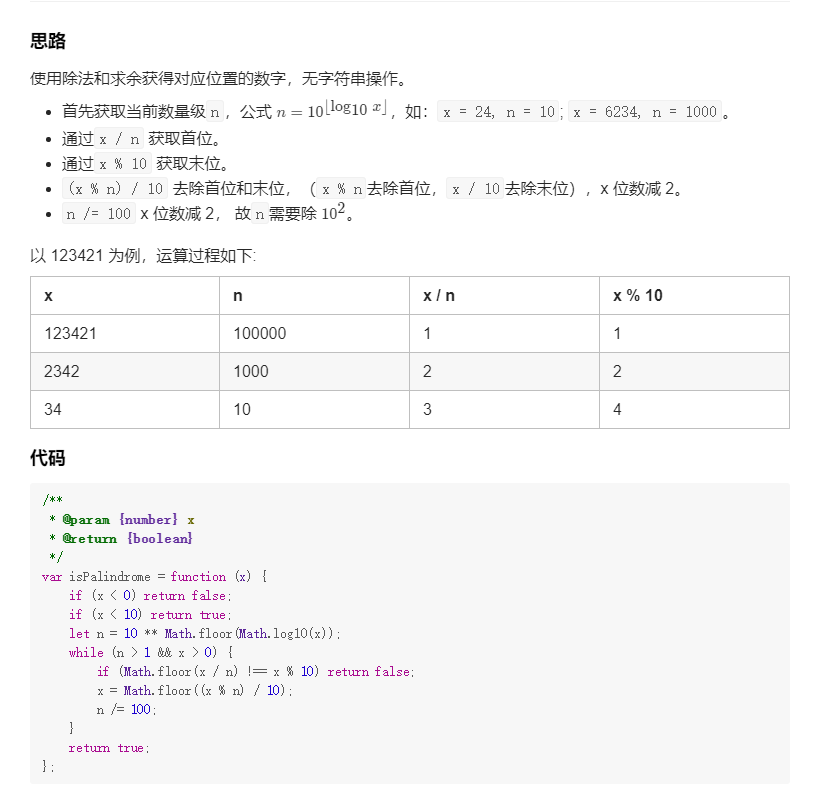 思路
使用除法和求余获得对应位置的数字，无字符串操作。
• 首先获取当前数量级 n ，公式 n = 10^⌊log10 x⌋，如： x = 24, n = 10 ; x = 6234, n = 1000 。
• 通过 x / n 获取首位。
• 通过 x % 10 获取末位。
• (x % n) / 10 去除首位和末位，（ x % n 去除首位， x / 10 去除末位），x 位数减 2。
• n /= 100 x 位数减 2， 故 n 需要除 10²。
以 123421 为例，运算过程如下:
x n x / n x % 10
123421 100000 1 1
2342 1000 2 2
34 10 3 4
代码
/**
 * @param {number} x
 * @return {boolean}
 */
var isPalindrome = function (x) {
    if (x < 0) return false;
    if (x < 10) return true;
    let n = 10 ** Math.floor(Math.log10(x));
    while (n > 1 && x > 0) {
        if (Math.floor(x / n) !== x % 10) return false;
        x = Math.floor((x % n) / 10);
        n /= 100;
    }
    return true;
};